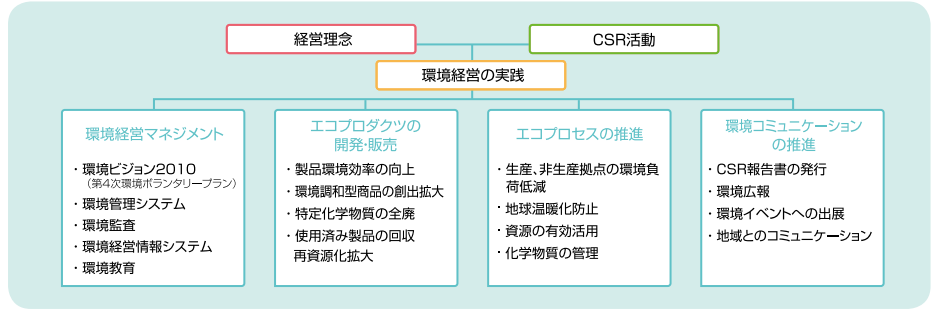 経営理念
CSR活動
環境経営の実践
環境経営マネジメント
・環境ビジョン2010
（第4次環境ボランタリープラン）
・環境管理システム
・環境監査
・環境経営情報システム
・環境教育
エコプロダクツの
開発・販売
・製品環境効率の向上
・環境調和型商品の創出拡大
・特定化学物質の全廃
・使用済み製品の回収
再資源化拡大
エコプロセスの推進
・生産、非生産拠点の環境負
荷低減
・地球温暖化防止
・資源の有効活用
・化学物質の管理
環境コミュニケーション
の推進
・CSR報告書の発行
・環境広報
・環境イベントへの出展
・地域とのコミュニケーション